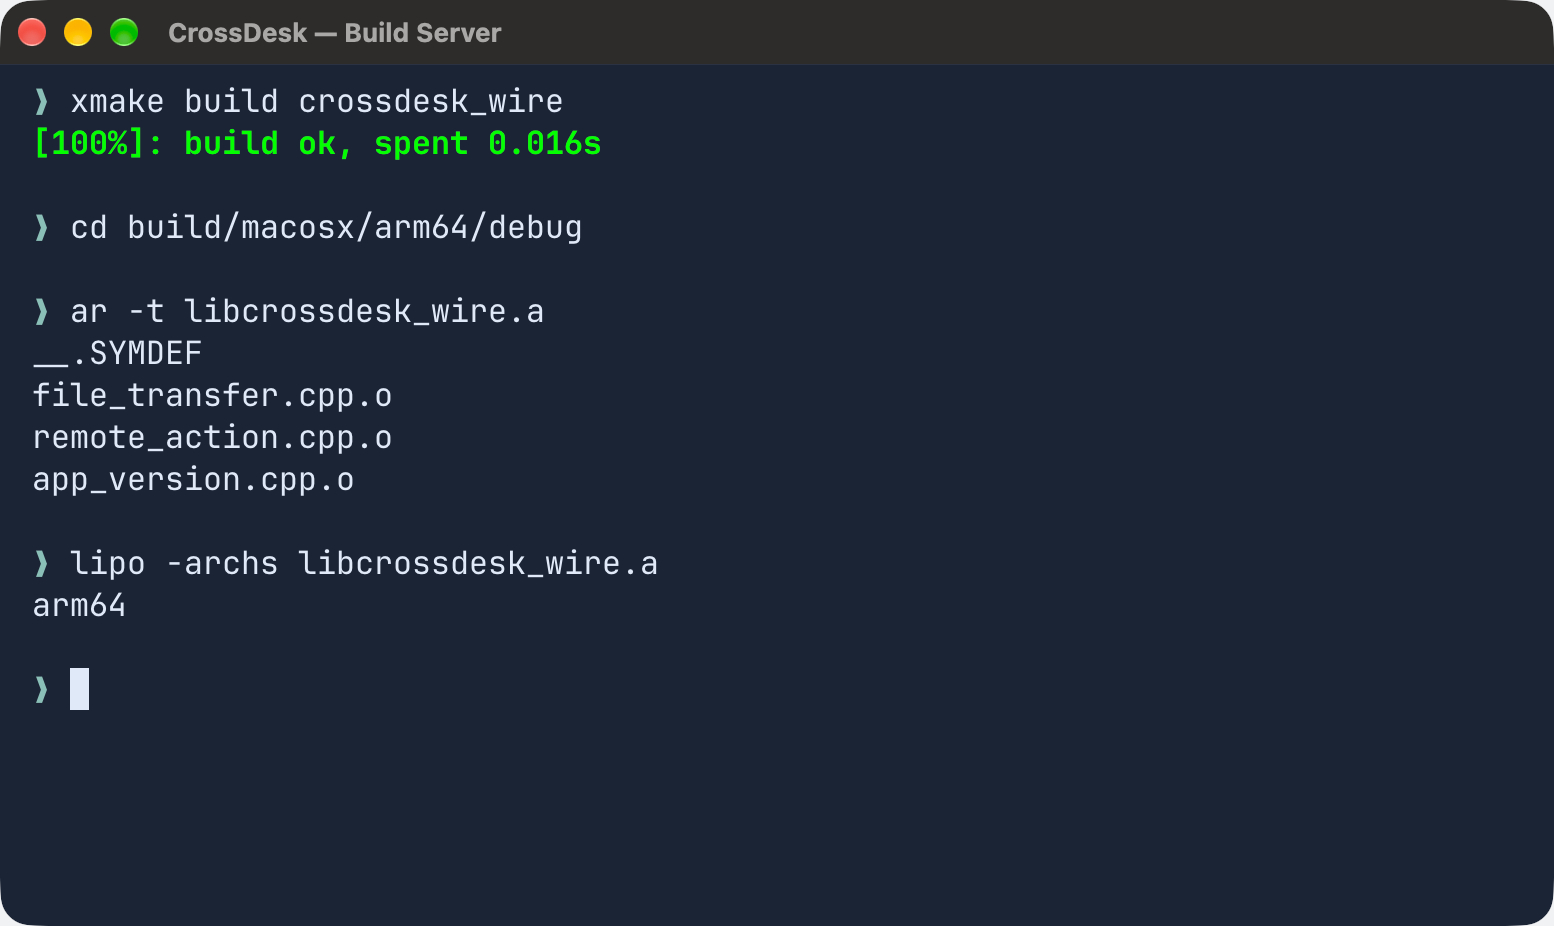 CrossDesk — Build Server
❯ xmake build crossdesk_wire
[100%]: build ok, spent 0.016s
❯ cd build/macosx/arm64/debug
❯ ar -t libcrossdesk_wire.a
__.SYMDEF
file_transfer.cpp.o
remote_action.cpp.o
app_version.cpp.o
❯ lipo -archs libcrossdesk_wire.a
arm64
❯